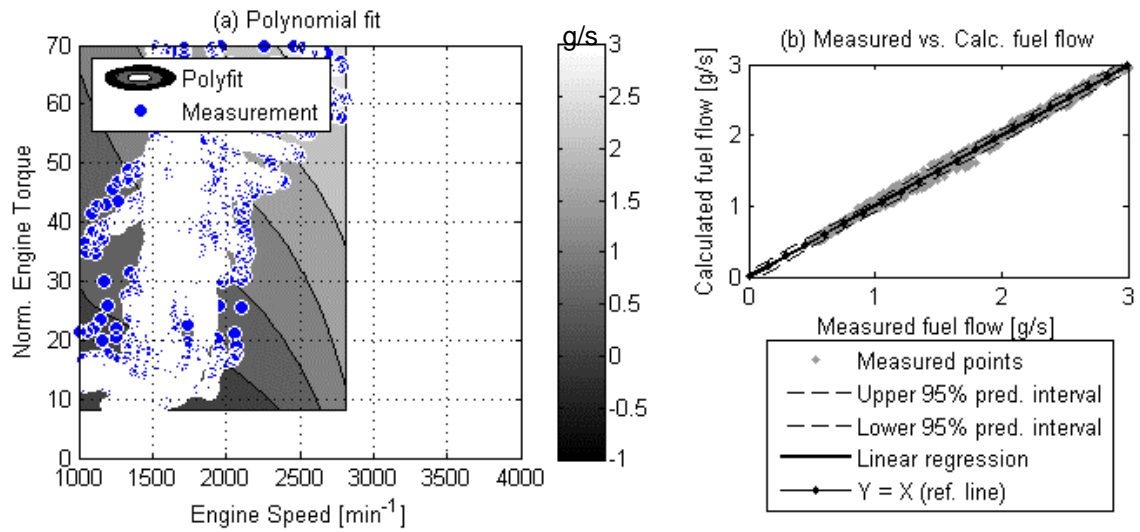 (a) Polynomial fit
70
60
50
40
30
20
10
0
Norm. Engine Torque
1000
1500
2000
2500
3000
3500
4000
Engine Speed [min⁻¹]
Polyfit
Measurement
g/s
3
2.5
2
1.5
1
0.5
0
-0.5
-1
(b) Measured vs. Calc. fuel flow
3
2
1
0
Calculated fuel flow [g/s]
0
1
2
3
Measured fuel flow [g/s]
Measured points
Upper 95% pred. interval
Lower 95% pred. interval
Linear regression
Y = X (ref. line)